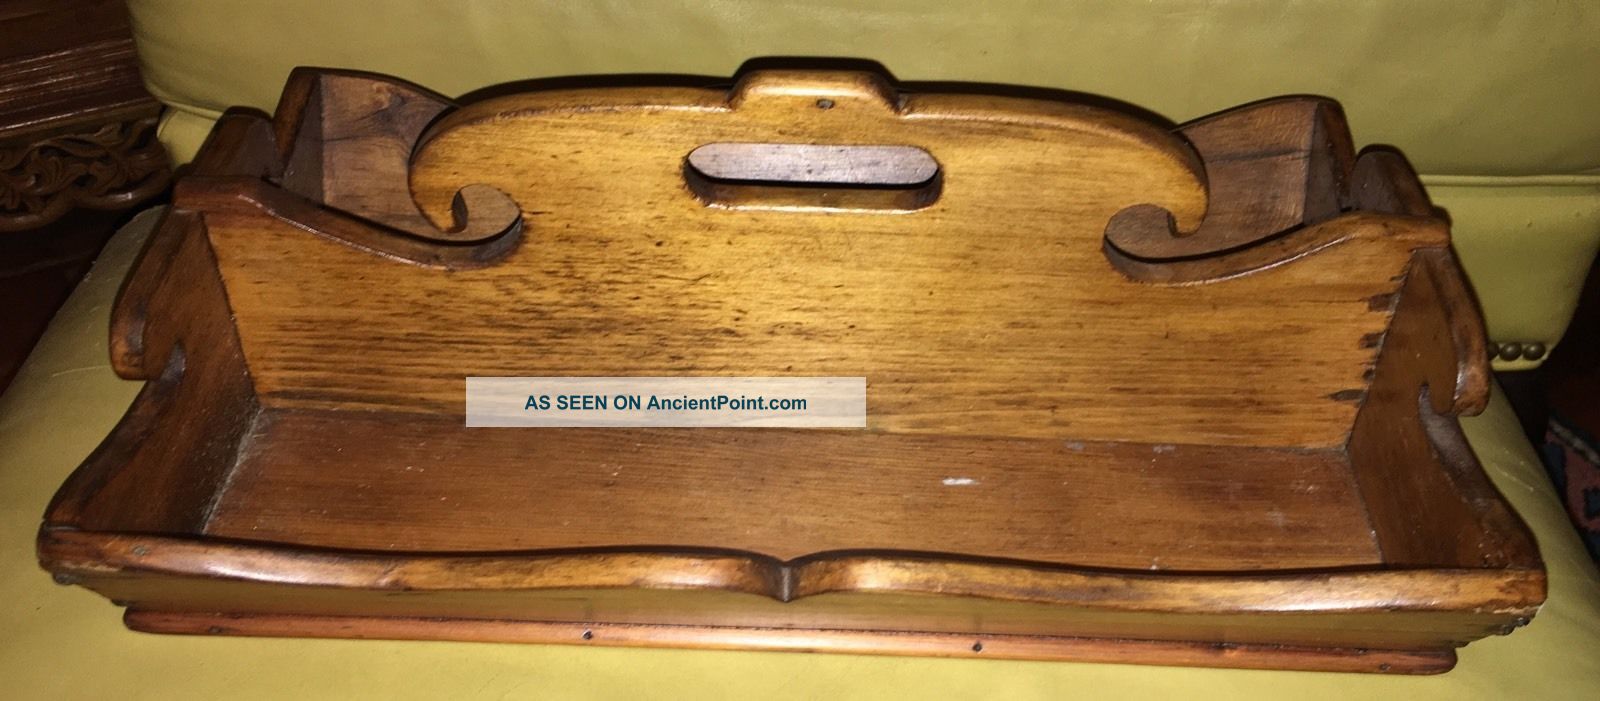 AS SEEN ON AncientPoint.com